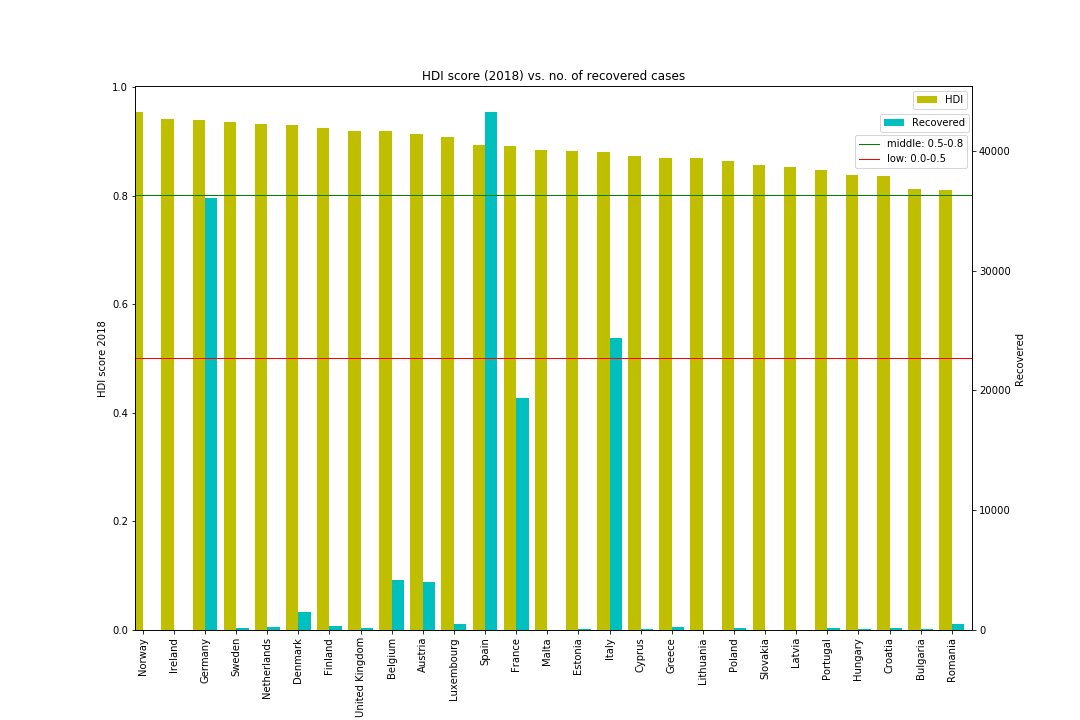 HDI score (2018) vs. no. of recovered cases
HDI
Recovered
middle: 0.5-0.8
low: 0.0-0.5
1.0
0.8
0.6
0.4
0.2
0.0
HDI score 2018
40000
30000
20000
10000
0
Recovered
Norway
Ireland
Germany
Sweden
Netherlands
Denmark
Finland
United Kingdom
Belgium
Austria
Luxembourg
Spain
France
Malta
Estonia
Italy
Cyprus
Greece
Lithuania
Poland
Slovakia
Latvia
Portugal
Hungary
Croatia
Bulgaria
Romania